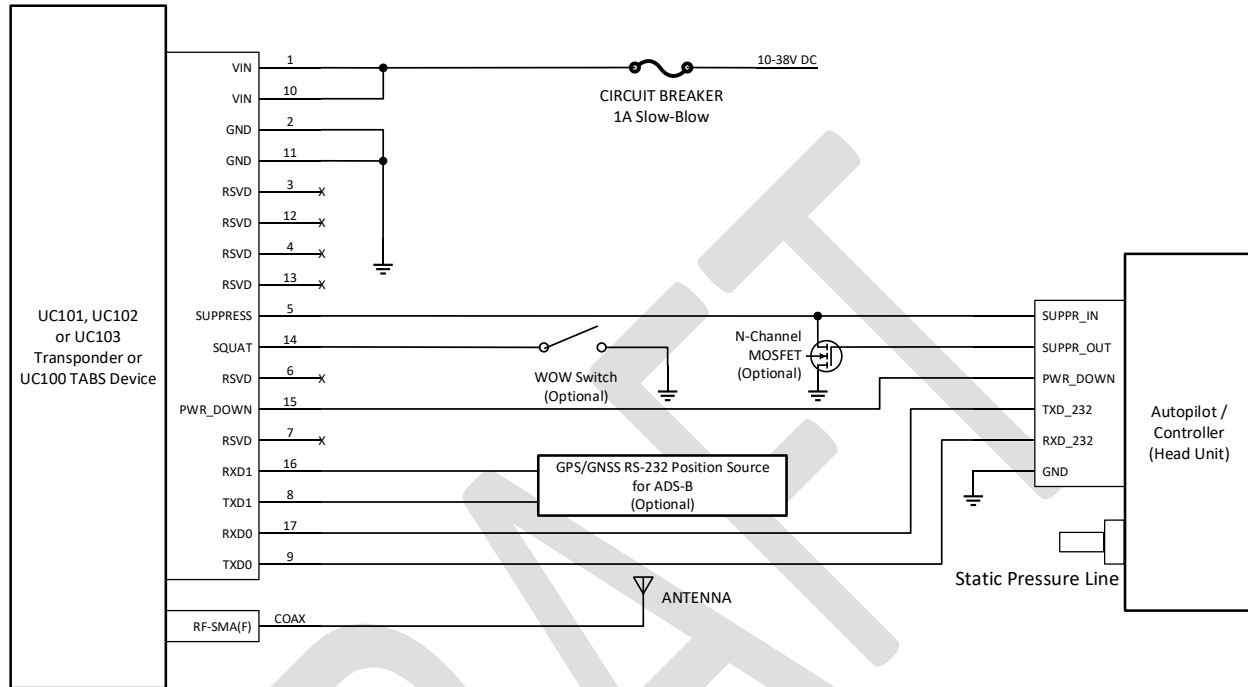 VIN 1
VIN 10
GND 2
GND 11
RSVD 3 X
RSVD 12 X
RSVD 4 X
RSVD 13 X
SUPPRESS 5
SQUAT 14
RSVD 6 X
PWR_DOWN 15
RSVD 7 X
RXD1 16
TXD1 8
RXD0 17
TXD0 9
RF-SMA(F) COAX
UC101, UC102
or UC103
Transponder or
UC100 TABS Device
10-38V DC
CIRCUIT BREAKER
1A Slow-Blow
N-Channel
MOSFET
(Optional)
WOW Switch
(Optional)
GPS/GNSS RS-232 Position Source
for ADS-B
(Optional)
ANTENNA
SUPPR_IN
SUPPR_OUT
PWR_DOWN
TXD_232
RXD_232
GND
Autopilot /
Controller
(Head Unit)
Static Pressure Line
DRAFT